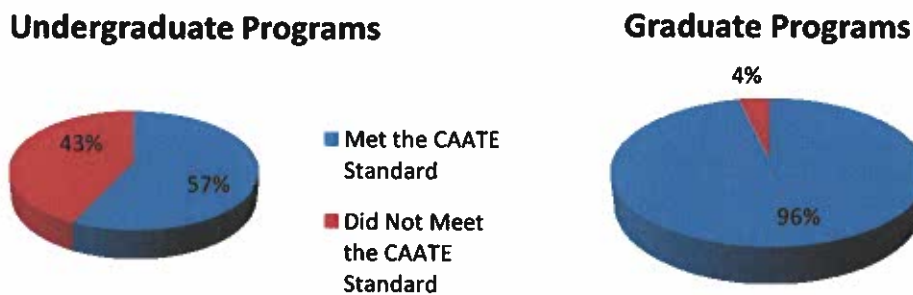 Undergraduate Programs
43%
57%
Met the CAATE
Standard
Did Not Meet
the CAATE
Standard
Graduate Programs
4%
96%